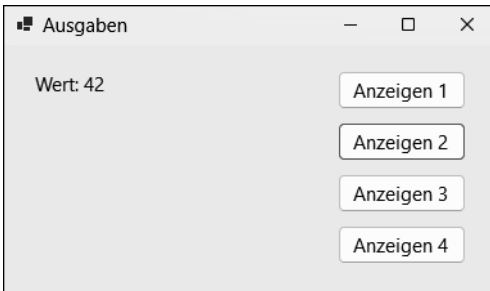 Ausgaben
Wert: 42
Anzeigen 1
Anzeigen 2
Anzeigen 3
Anzeigen 4